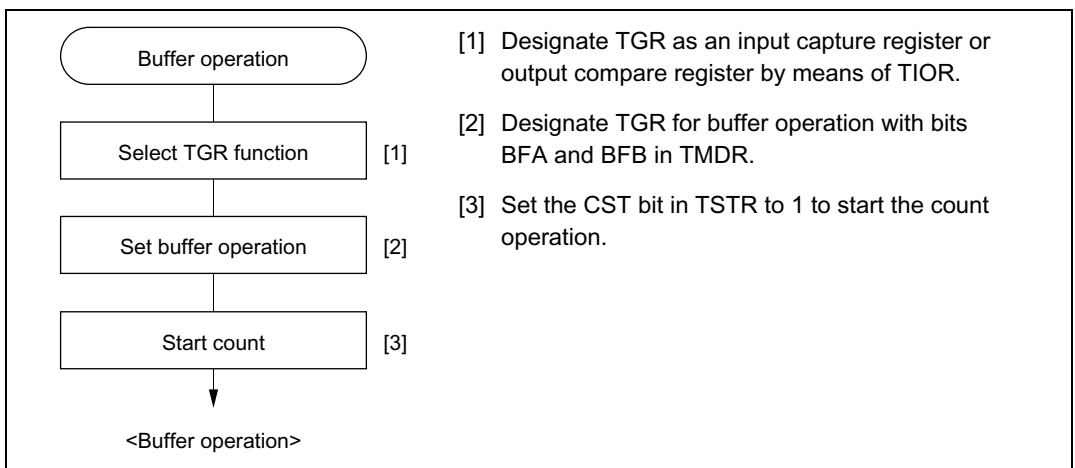 Buffer operation
Select TGR function [1]
Set buffer operation [2]
Start count [3]
<Buffer operation>
[1] Designate TGR as an input capture register or
output compare register by means of TIOR.
[2] Designate TGR for buffer operation with bits
BFA and BFB in TMDR.
[3] Set the CST bit in TSTR to 1 to start the count
operation.